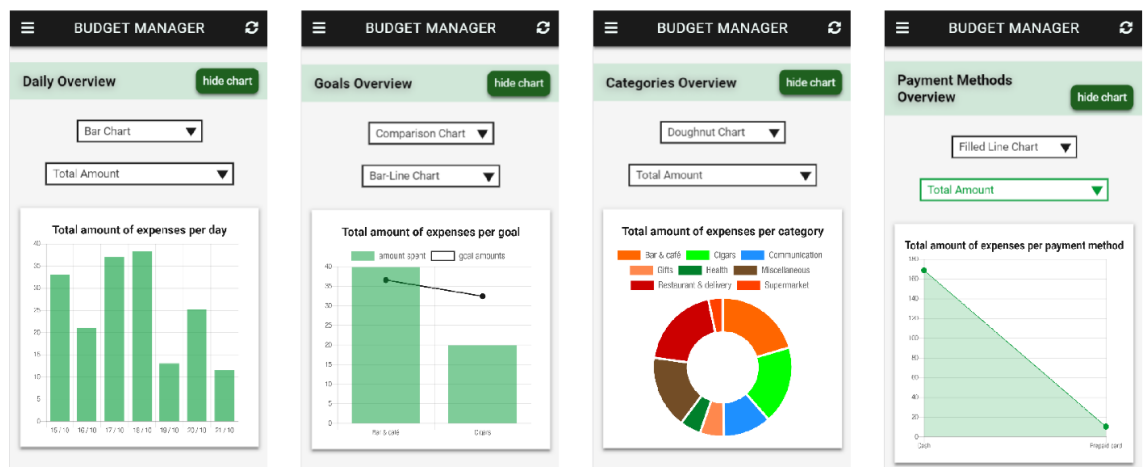 BUDGET MANAGER
Daily Overview
hide chart
Bar Chart
Total Amount
Total amount of expenses per day
40
35
30
25
20
15
10
5
0
15 / 10 16 / 10 17 / 10 18 / 10 19 / 10 20 / 10 21 / 10
BUDGET MANAGER
Goals Overview
hide chart
Comparison Chart
Bar-Line Chart
Total amount of expenses per goal
amount spent goal amounts
40
35
30
25
20
15
10
5
0
Bar & café Cigars
BUDGET MANAGER
Categories Overview
hide chart
Doughnut Chart
Total Amount
Total amount of expenses per category
Bar & café Cigars Communication
Gifts Health Miscellaneous
Restaurant & delivery Supermarket
BUDGET MANAGER
Payment Methods
Overview
hide chart
Filled Line Chart
Total Amount
Total amount of expenses per payment method
180
160
140
120
100
80
60
40
20
0
Cash Prepaid card